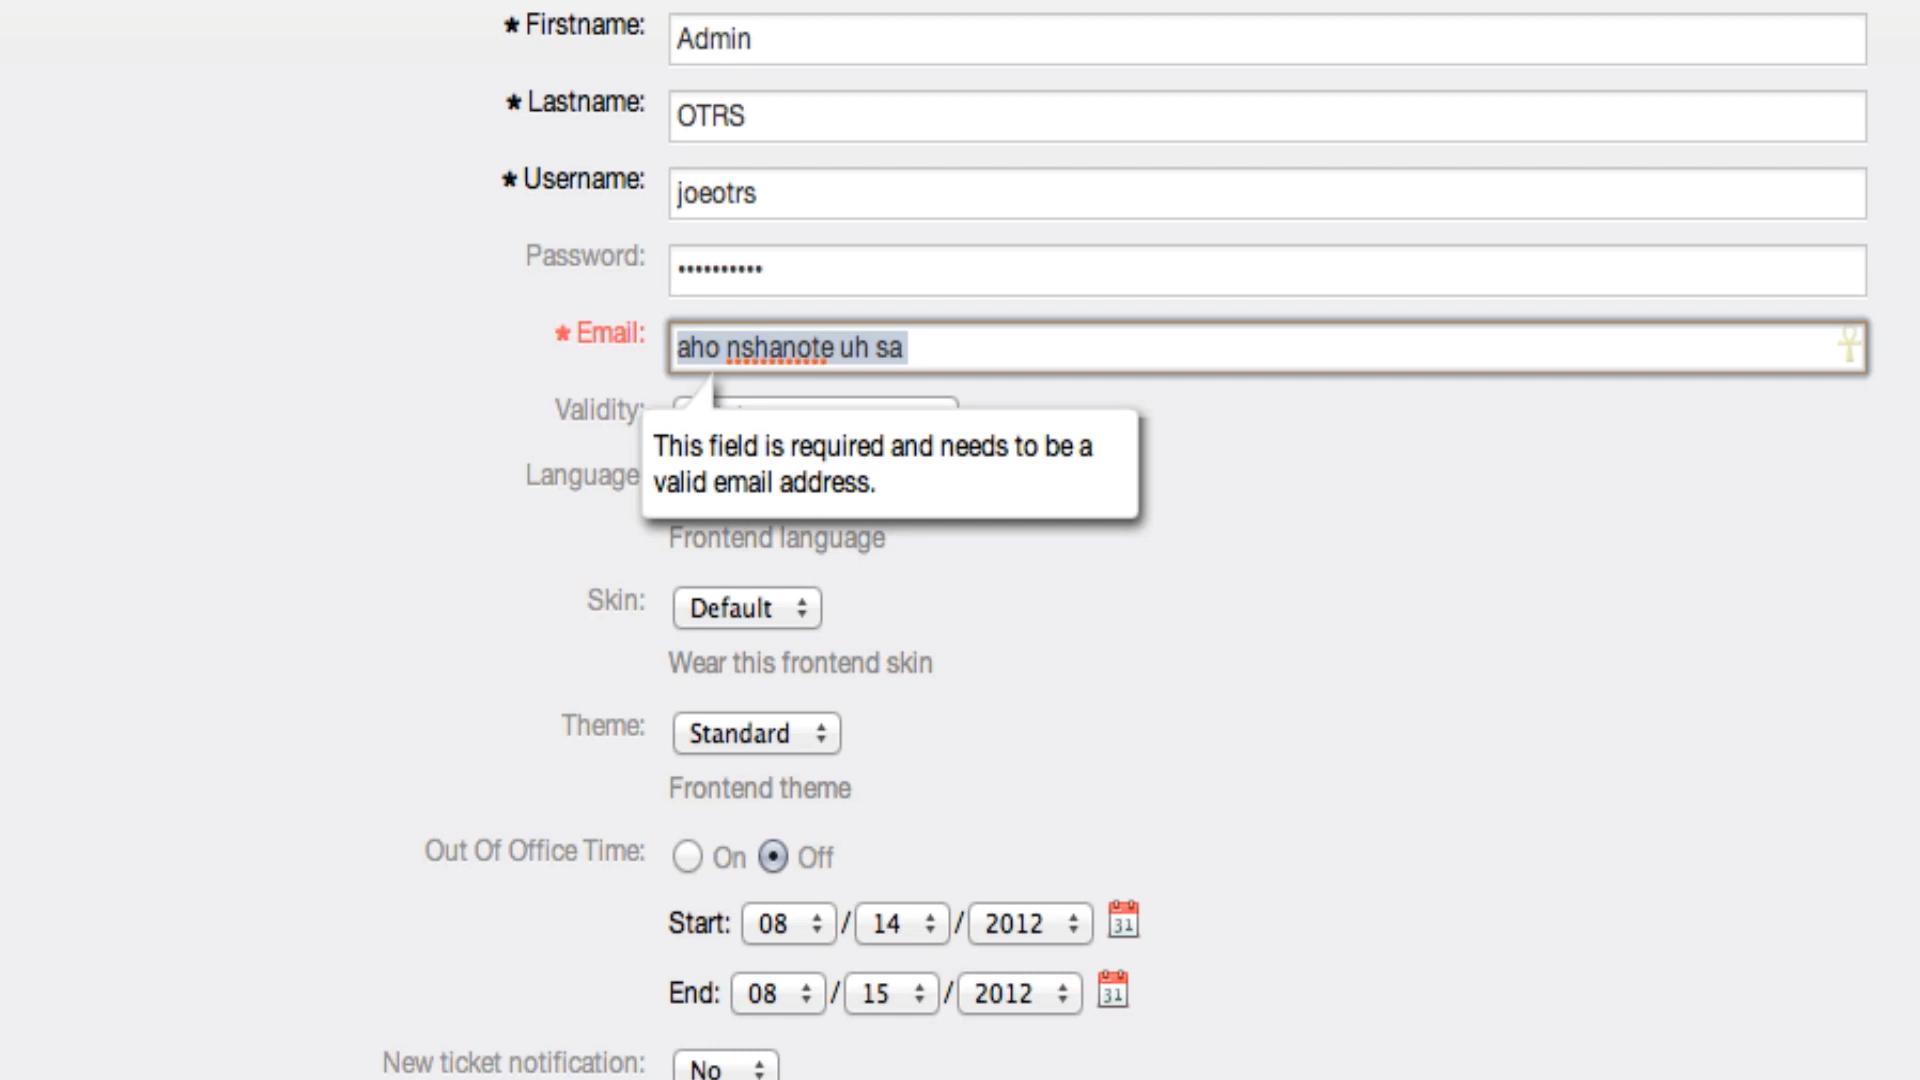 * Firstname: Admin
* Lastname: OTRS
* Username: joeotrs
Password: ••••••••••
* Email: aho nshanote uh sa
Validity:
This field is required and needs to be a
valid email address.
Language
Frontend language
Skin: Default
Wear this frontend skin
Theme: Standard
Frontend theme
Out Of Office Time: On Off
Start: 08 / 14 / 2012 31
End: 08 / 15 / 2012 31
New ticket notification: No